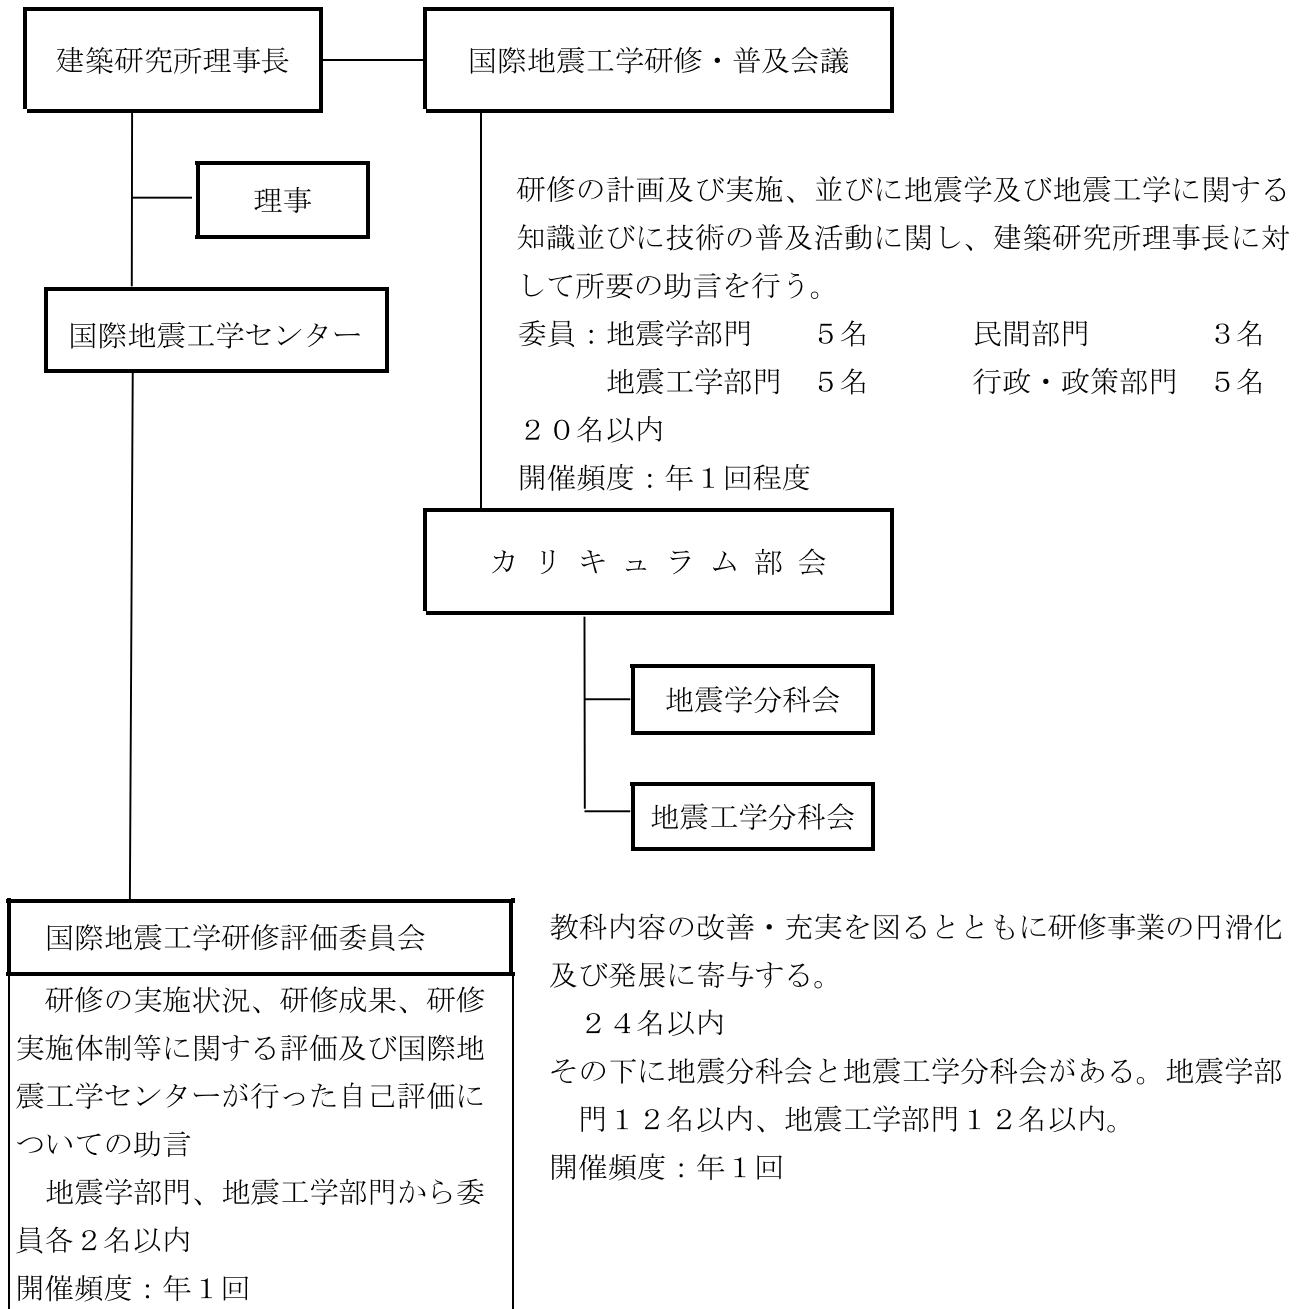 建築研究所理事長
国際地震工学研修・普及会議
理事
研修の計画及び実施、並びに地震学及び地震工学に関する
知識並びに技術の普及活動に関し、建築研究所理事長に対
して所要の助言を行う。
国際地震工学センター
委員：地震学部門　５名　民間部門　３名
地震工学部門　５名　行政・政策部門　５名
２０名以内
開催頻度：年１回程度
カリキュラム部会
地震学分科会
地震工学分科会
国際地震工学研修評価委員会
研修の実施状況、研修成果、研修
実施体制等に関する評価及び国際地
震工学センターが行った自己評価に
ついての助言
地震学部門、地震工学部門から委
員各２名以内
開催頻度：年１回
教科内容の改善・充実を図るとともに研修事業の円滑化
及び発展に寄与する。
２４名以内
その下に地震分科会と地震工学分科会がある。地震学部
門１２名以内、地震工学部門１２名以内。
開催頻度：年１回